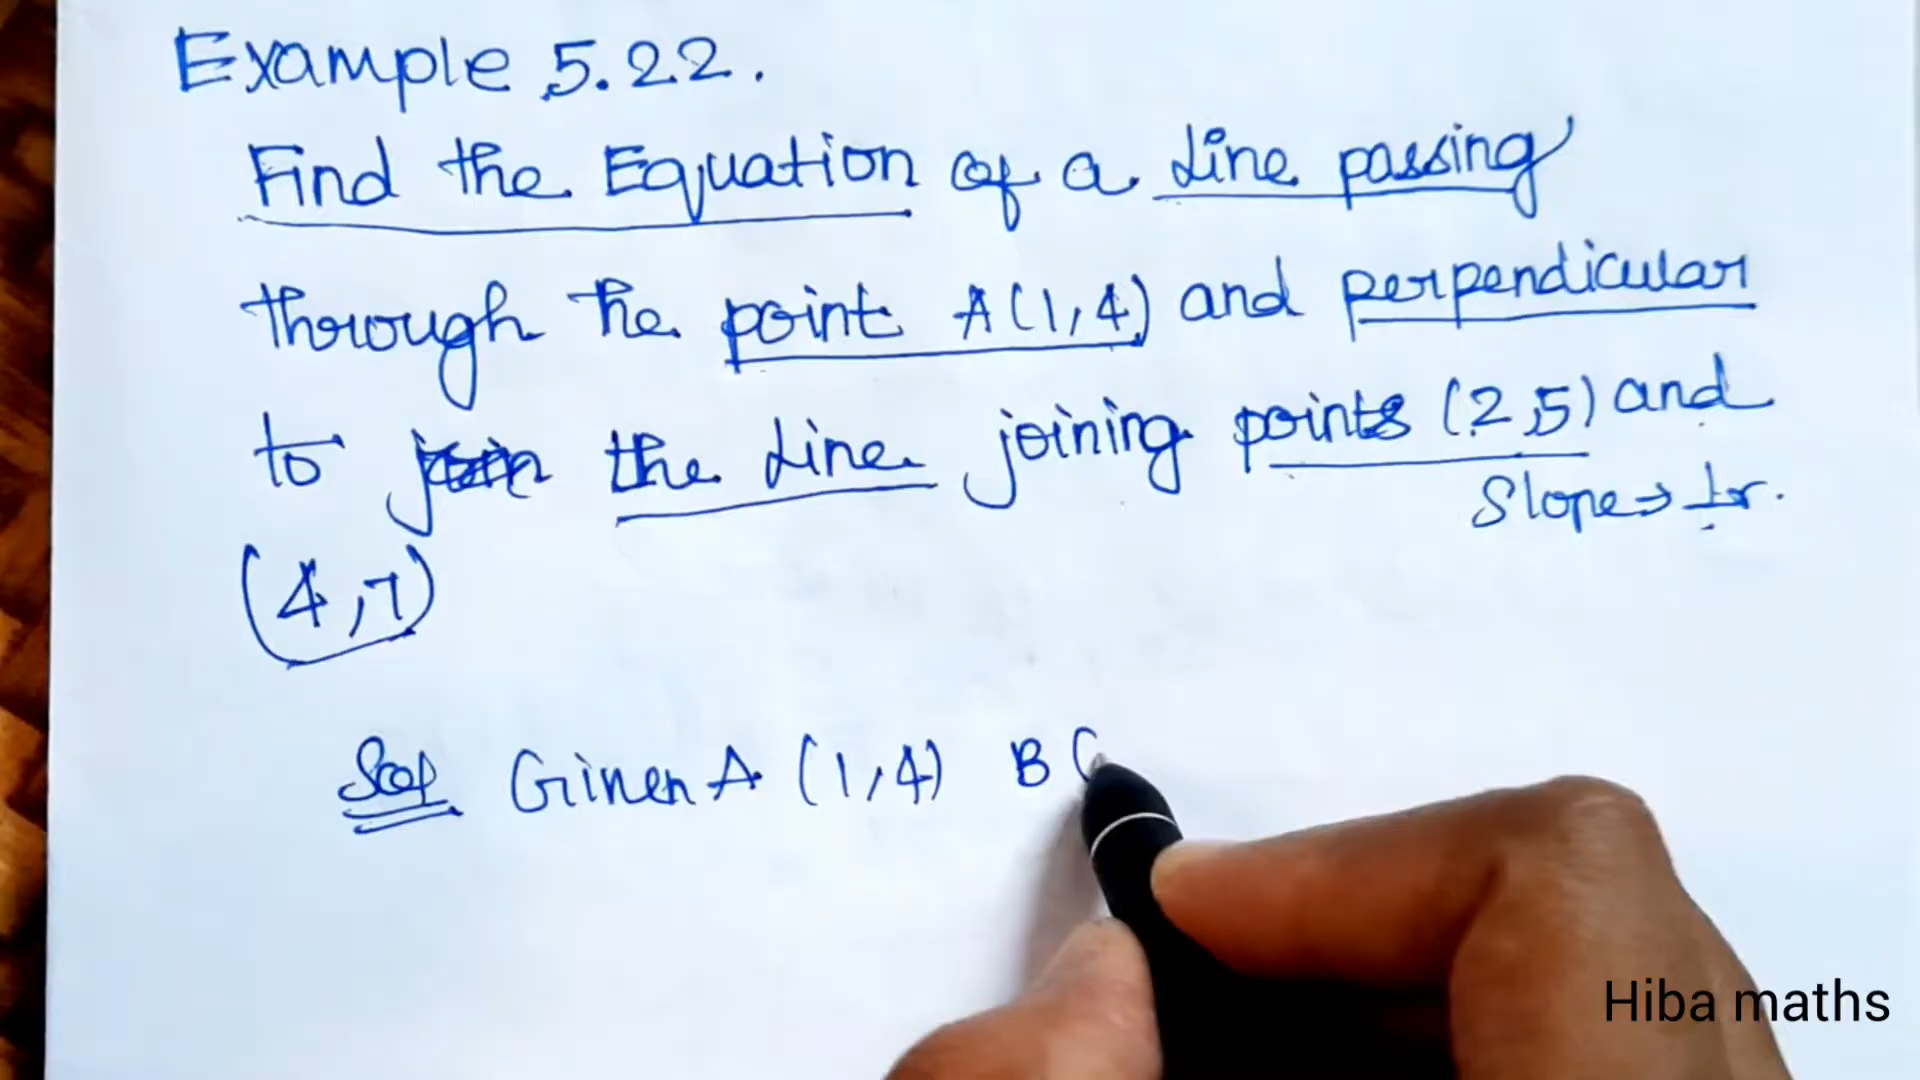 Example 5.22.
Find the Equation of a Line passing
through the point A(1,4) and perpendicular
to join the Line joining points (2,5) and
Slope → ⊥r.
(4,7)
Sol Given A (1,4) B (
Hiba maths